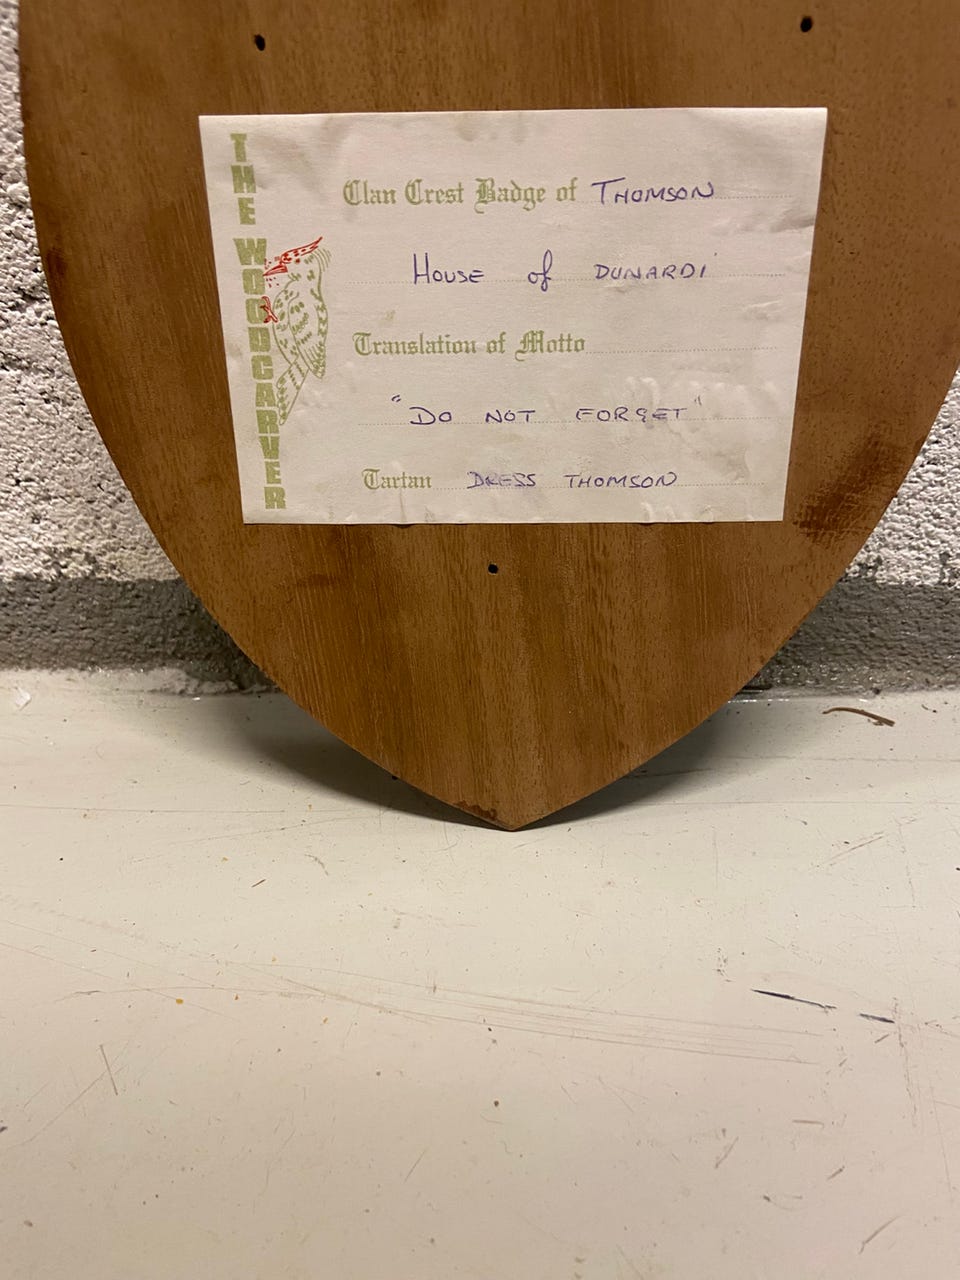 THE WOODCARVER
Clan Crest Badge of THOMSON
House of DUNARDI
Translation of Motto
"DO NOT FORGET"
Tartan DRESS THOMSON